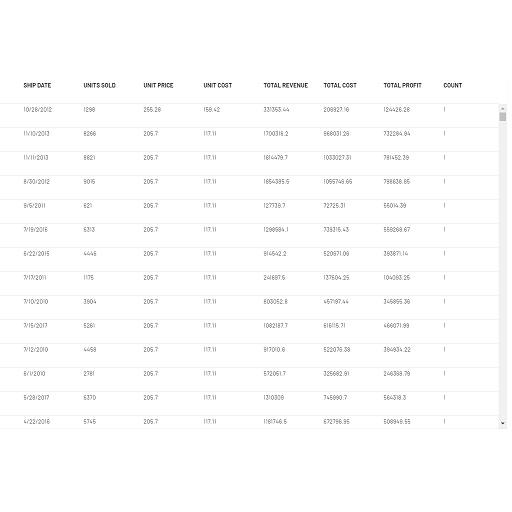 SHIP DATE UNITS SOLD UNIT PRICE UNIT COST TOTAL REVENUE TOTAL COST TOTAL PROFIT COUNT
10/28/2012 1298 255.28 159.42 331353.44 206927.16 124426.28 1
11/10/2013 8266 205.7 117.11 1700316.2 968031.26 732284.94 1
11/11/2013 8821 205.7 117.11 1814479.7 1033027.31 781452.39 1
8/30/2012 9015 205.7 117.11 1854385.5 1055746.65 798638.85 1
9/5/2011 621 205.7 117.11 127739.7 72725.31 55014.39 1
7/19/2016 6313 205.7 117.11 1298584.1 739315.43 559268.67 1
6/22/2015 4446 205.7 117.11 914542.2 520671.06 393871.14 1
7/17/2011 1175 205.7 117.11 241697.5 137604.25 104093.25 1
7/10/2010 3904 205.7 117.11 803052.8 457197.44 345855.36 1
7/15/2017 5261 205.7 117.11 1082187.7 616115.71 466071.99 1
7/12/2010 4458 205.7 117.11 917010.6 522076.38 394934.22 1
6/1/2010 2781 205.7 117.11 572051.7 325682.91 246368.79 1
5/28/2017 6370 205.7 117.11 1310309 745990.7 564318.3 1
4/22/2016 5745 205.7 117.11 1181746.5 672796.95 508949.55 1